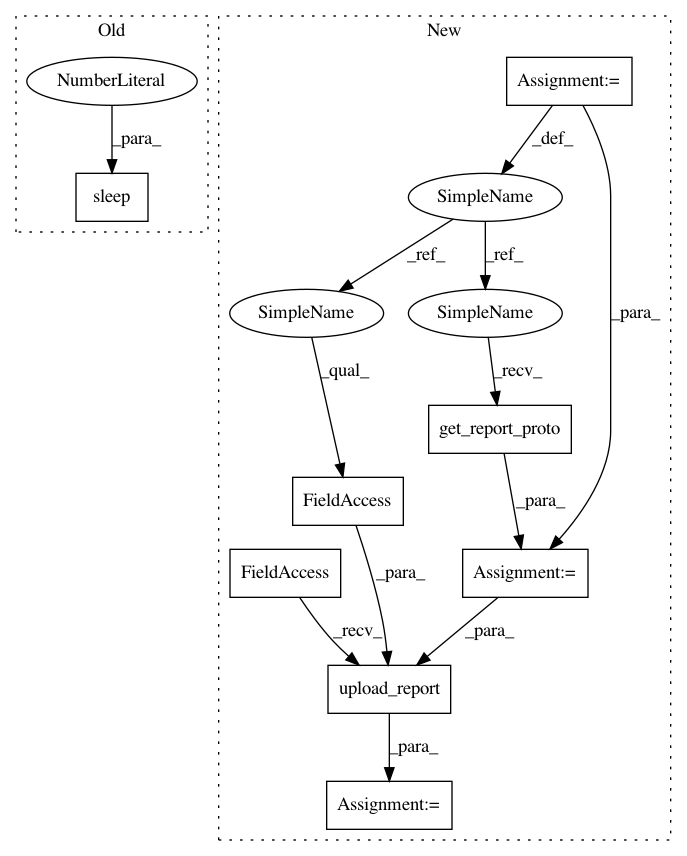 Old
New
NumberLiteral
Assignment:=
_para_
_def_
sleep
SimpleName
_ref_
_ref_
SimpleName
SimpleName
_para_
_qual_
_recv_
get_report_proto
FieldAccess
_para_
FieldAccess
Assignment:=
_para_
_recv_
_para_
upload_report
_para_
Assignment:=